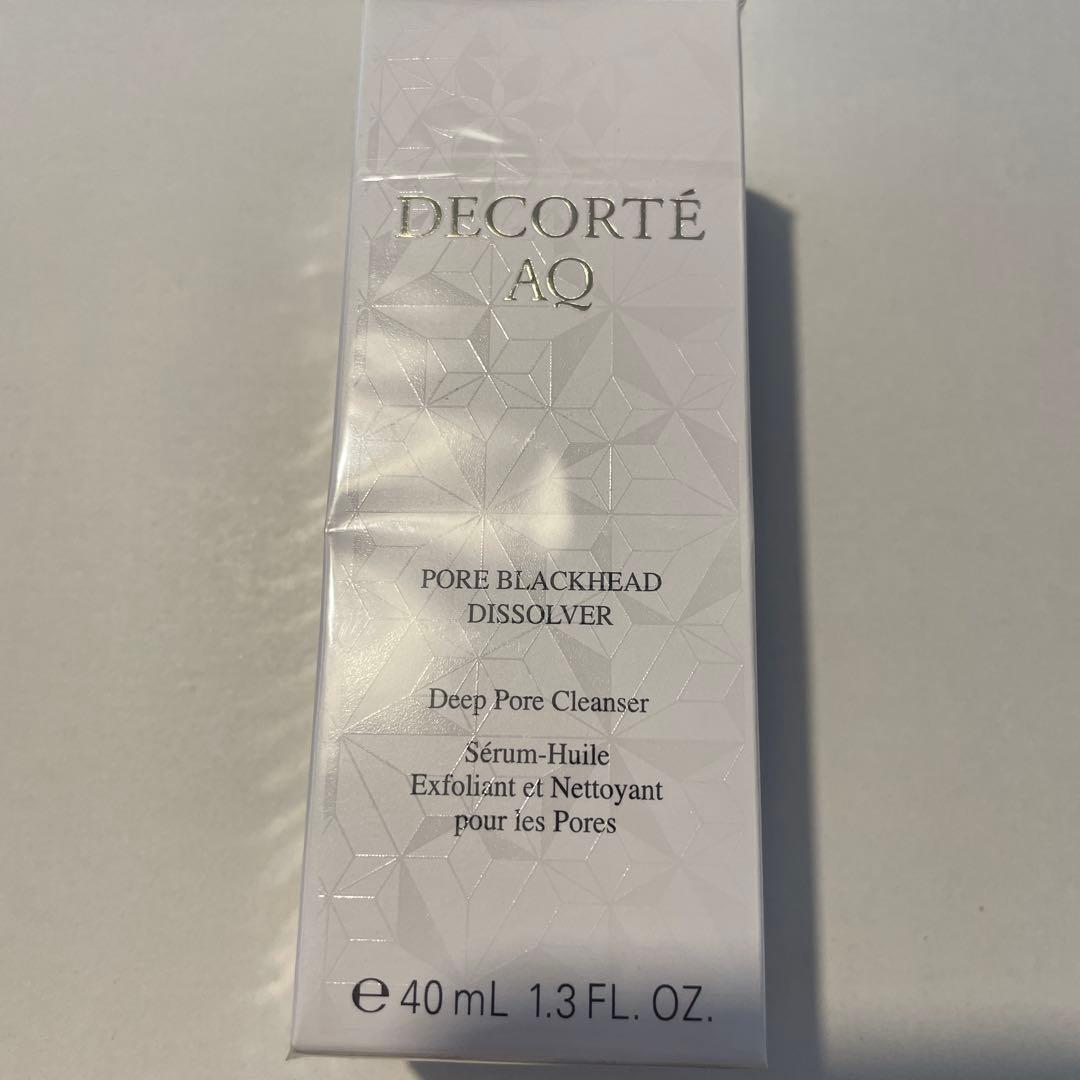 DECORTÉ
AQ
PORE BLACKHEAD
DISSOLVER
Deep Pore Cleanser
Sérum-Huile
Exfoliant et Nettoyant
pour les Pores
℮ 40 mL 1.3 FL. OZ.